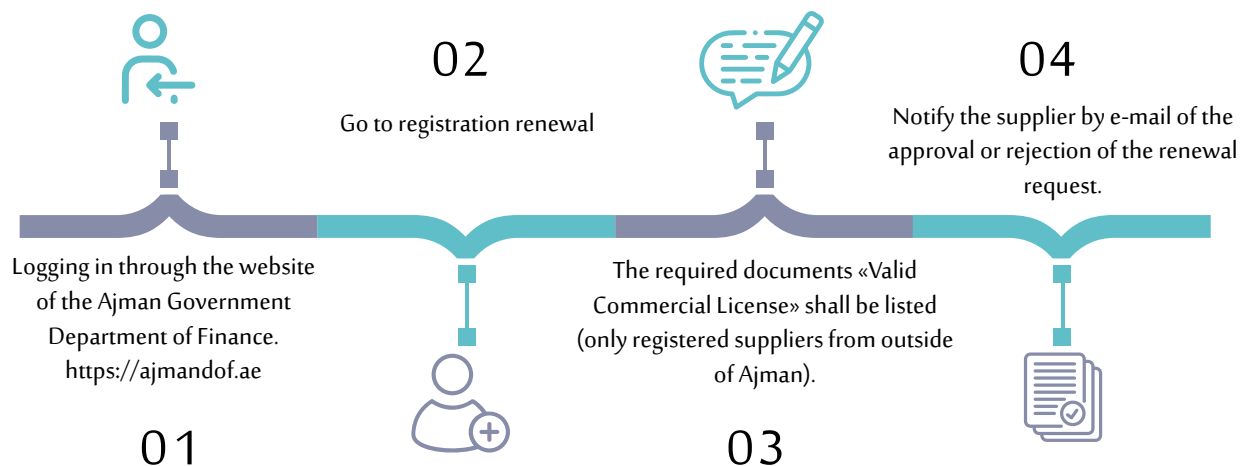 01
Logging in through the website
of the Ajman Government
Department of Finance.
https://ajmandof.ae
02
Go to registration renewal
03
The required documents «Valid
Commercial License» shall be listed
(only registered suppliers from outside
of Ajman).
04
Notify the supplier by e-mail of the
approval or rejection of the renewal
request.